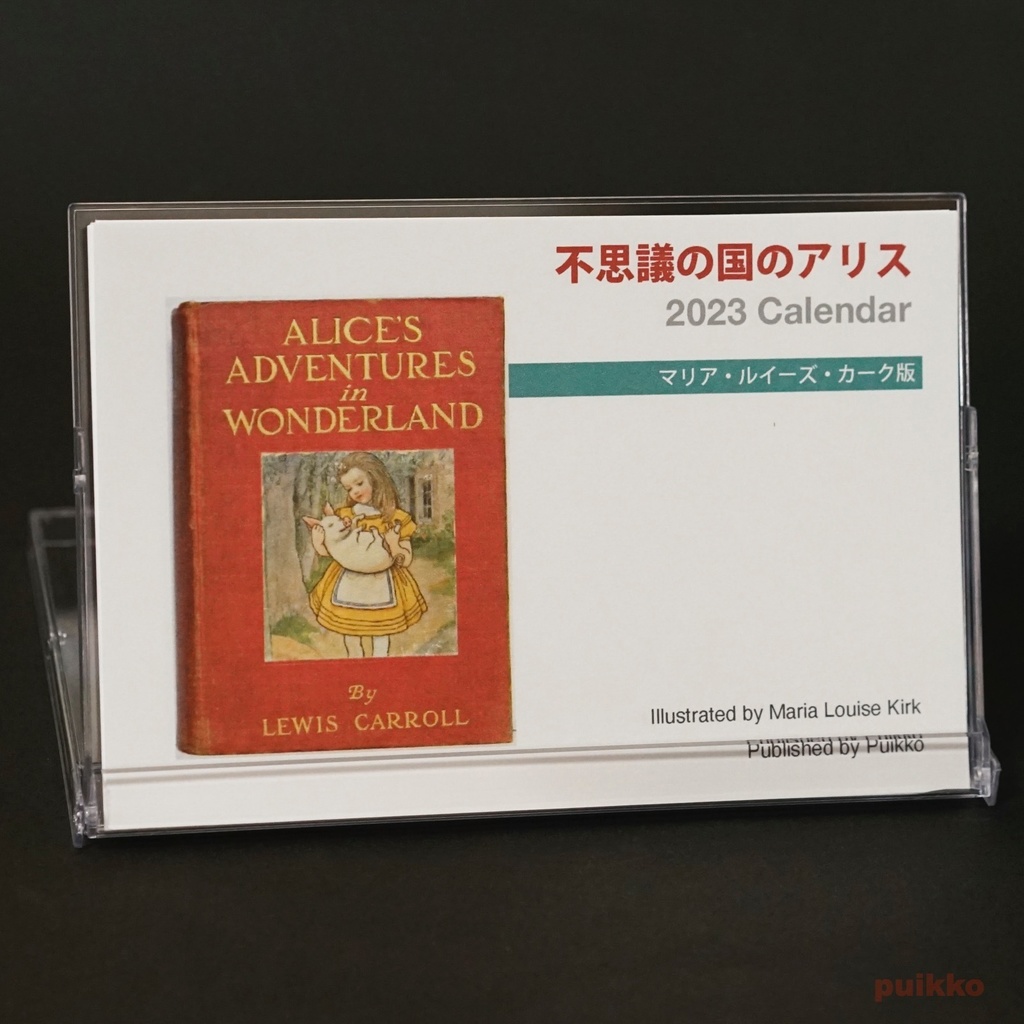 不思議の国のアリス
2023 Calendar
マリア・ルイーズ・カーク版
ALICE'S
ADVENTURES
in
WONDERLAND
By
LEWIS CARROLL
Illustrated by Maria Louise Kirk
Published by Puikko
puikko